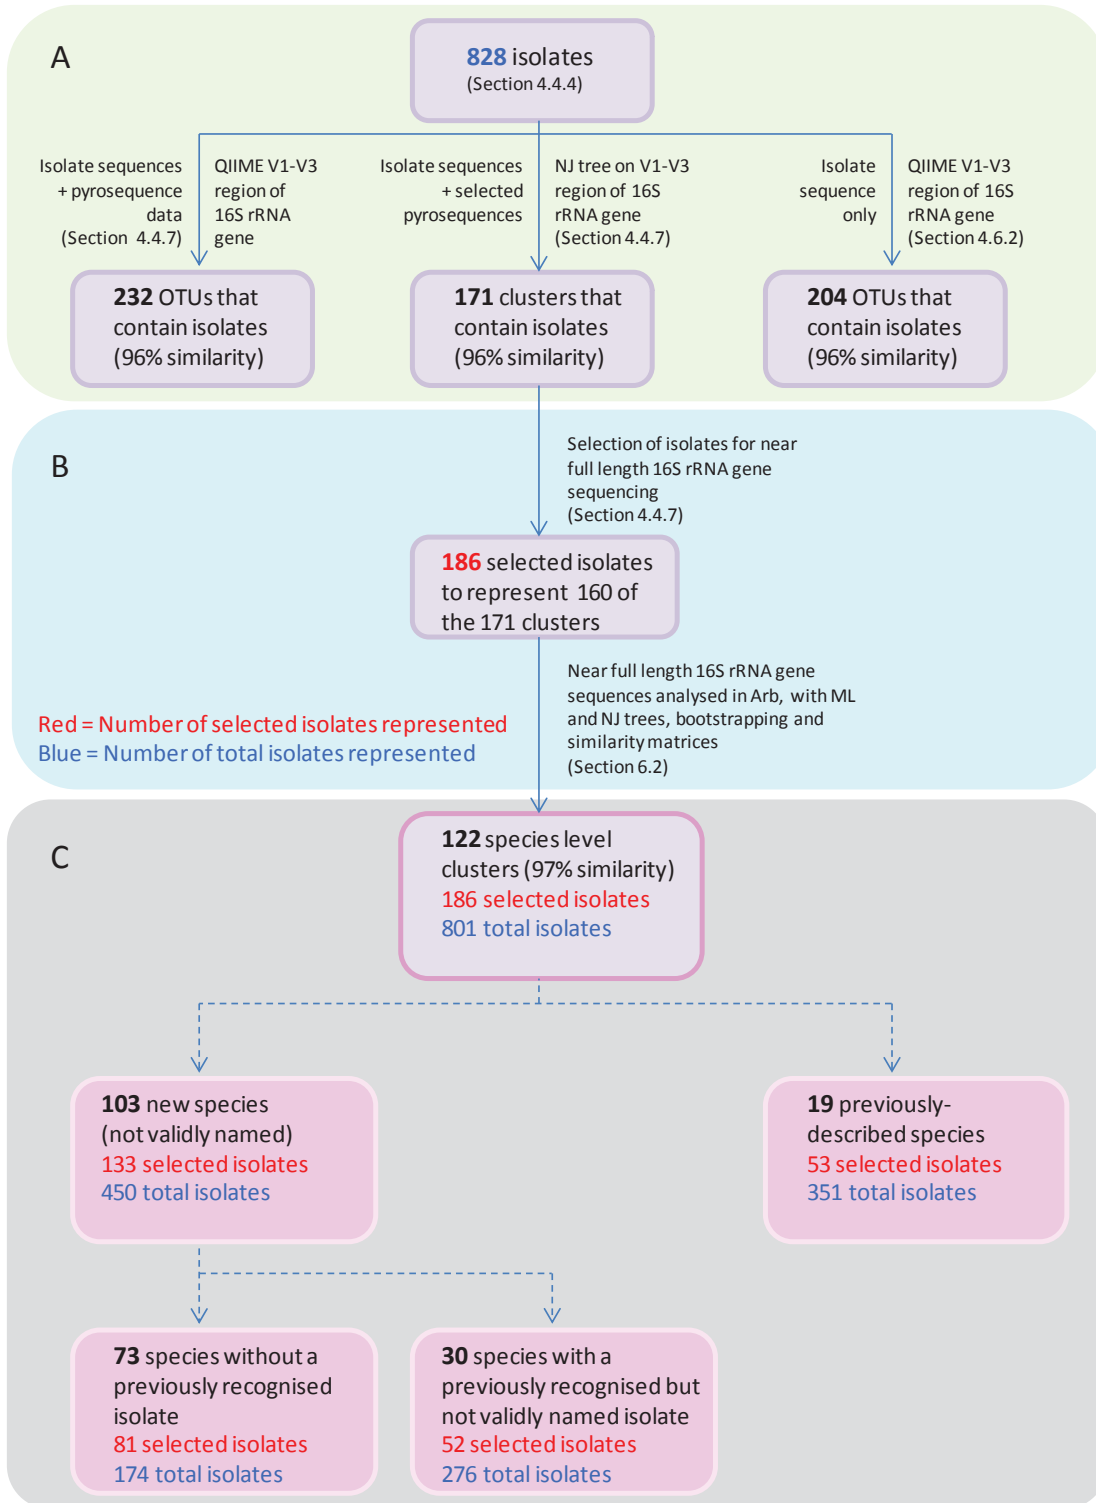 A
828 isolates
(Section 4.4.4)
Isolate sequences
+ pyrosequence
data
(Section 4.4.7)
QIIME V1-V3
region of
16S rRNA
gene
Isolate sequences
+ selected
pyrosequences
NJ tree on V1-V3
region of 16S
rRNA gene
(Section 4.4.7)
Isolate
sequence
only
QIIME V1-V3
region of 16S
rRNA gene
(Section 4.6.2)
232 OTUs that
contain isolates
(96% similarity)
171 clusters that
contain isolates
(96% similarity)
204 OTUs that
contain isolates
(96% similarity)
B
Selection of isolates for near
full length 16S rRNA gene
sequencing
(Section 4.4.7)
186 selected isolates
to represent 160 of
the 171 clusters
Near full length 16S rRNA gene
sequences analysed in Arb, with ML
and NJ trees, bootstrapping and
similarity matrices
(Section 6.2)
Red = Number of selected isolates represented
Blue = Number of total isolates represented
C
122 species level
clusters (97% similarity)
186 selected isolates
801 total isolates
103 new species
(not validly named)
133 selected isolates
450 total isolates
19 previously-
described species
53 selected isolates
351 total isolates
73 species without a
previously recognised
isolate
81 selected isolates
174 total isolates
30 species with a
previously recognised but
not validly named isolate
52 selected isolates
276 total isolates